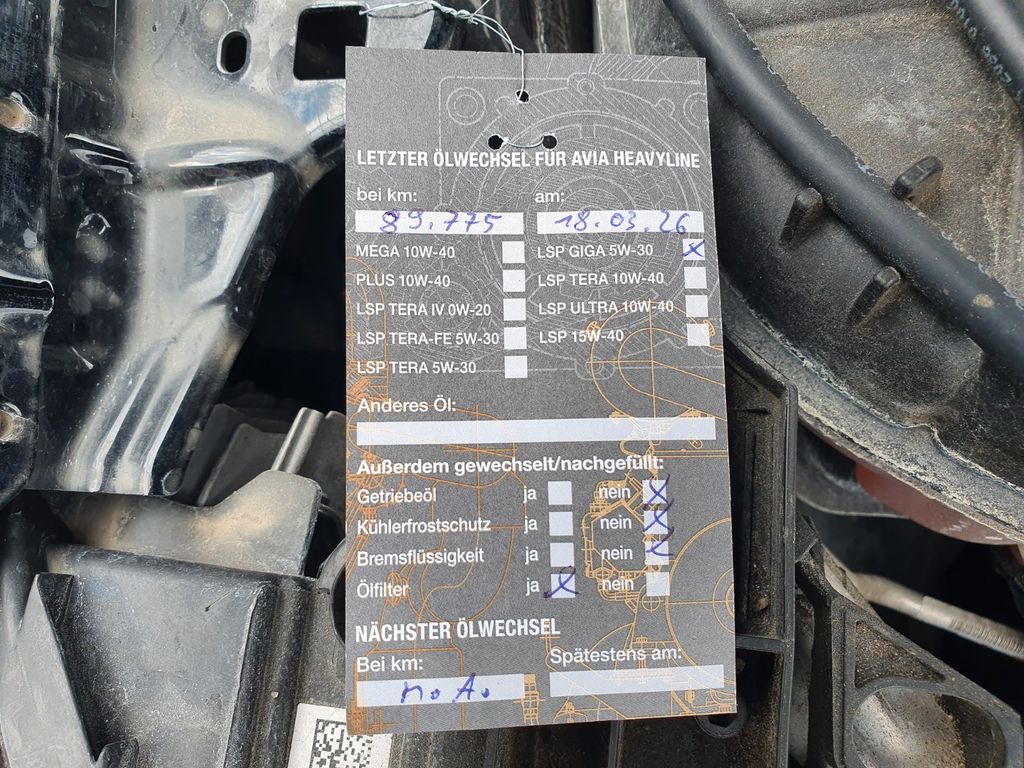 LETZTER ÖLWECHSEL FÜR AVIA HEAVYLINE
bei km: am:
89.775 18.03.26
MEGA 10W-40 LSP GIGA 5W-30 x
PLUS 10W-40 LSP TERA 10W-40
LSP TERA IV 0W-20 LSP ULTRA 10W-40
LSP TERA-FE 5W-30 LSP 15W-40
LSP TERA 5W-30
Anderes Öl:
Außerdem gewechselt/nachgefüllt:
Getriebeöl ja nein x
Kühlerfrostschutz ja nein x
Bremsflüssigkeit ja nein x
Ölfilter ja x nein
NÄCHSTER ÖLWECHSEL
Bei km: Spätestens am:
n.A.